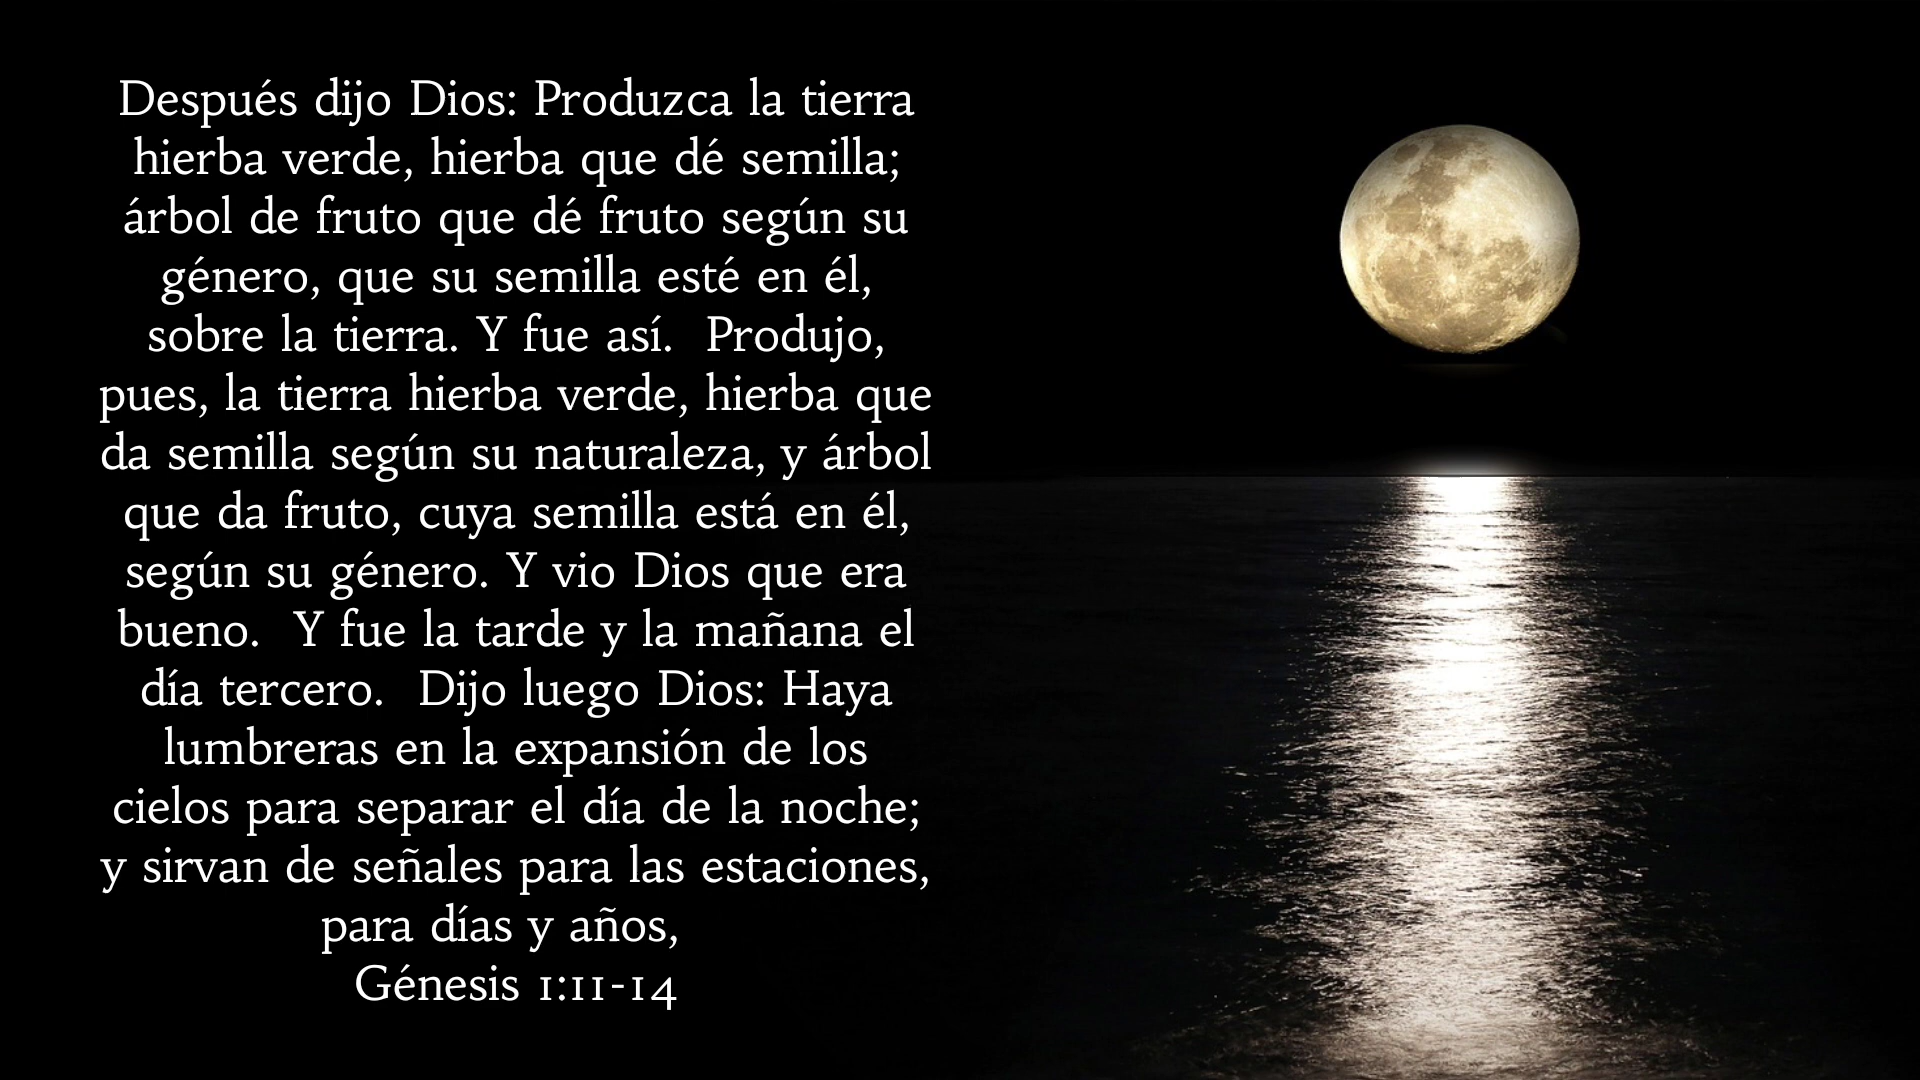 Después dijo Dios: Produzca la tierra
hierba verde, hierba que dé semilla;
árbol de fruto que dé fruto según su
género, que su semilla esté en él,
sobre la tierra. Y fue así.  Produjo,
pues, la tierra hierba verde, hierba que
da semilla según su naturaleza, y árbol
que da fruto, cuya semilla está en él,
según su género. Y vio Dios que era
bueno.  Y fue la tarde y la mañana el
día tercero.  Dijo luego Dios: Haya
lumbreras en la expansión de los
cielos para separar el día de la noche;
y sirvan de señales para las estaciones,
para días y años,
Génesis 1:11-14